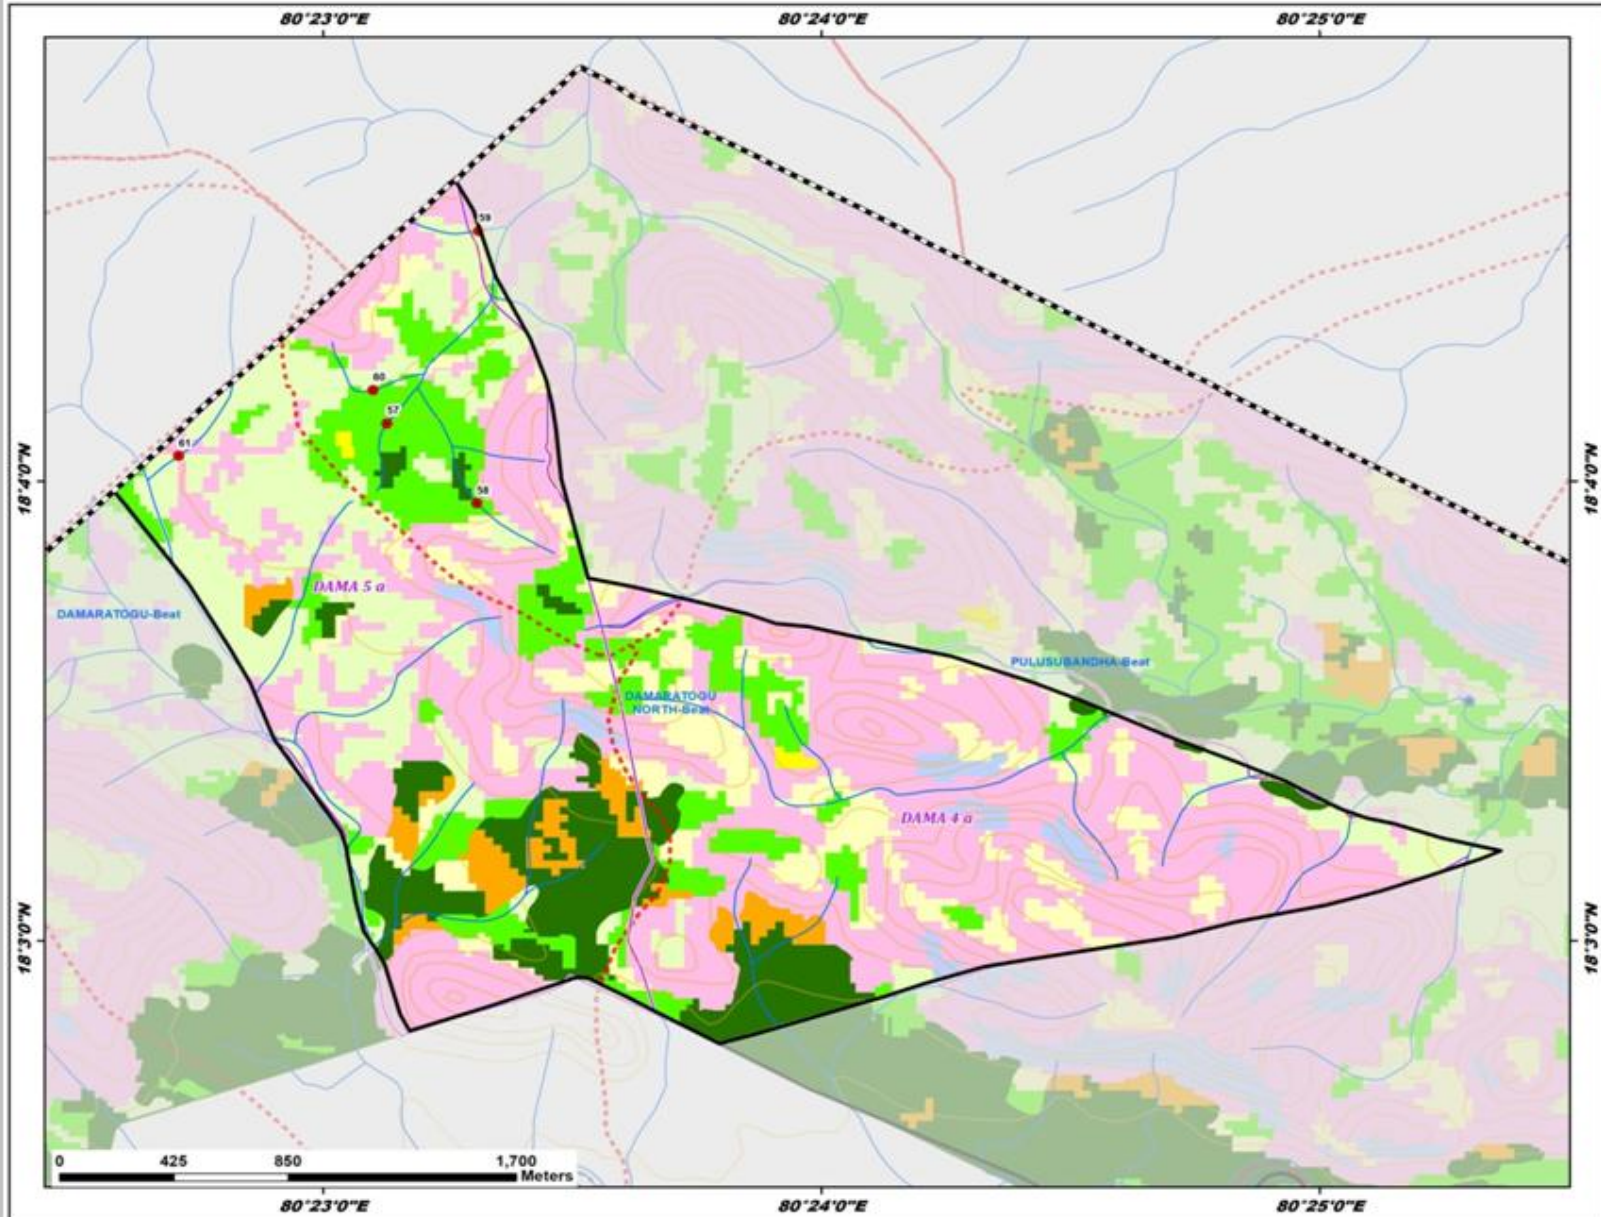 80°23'0"E 80°24'0"E 80°25'0"E
59
60
57
61
18°4'0"N 18°4'0"N
58
DAMA 5 a
DAMARATOGU-Beat
PULUSUBANDHA-Beat
DAMARATOGU
NORTH-Beat
DAMA 4 a
18°3'0"N 18°3'0"N
0 425 850 1,700
Meters
80°23'0"E 80°24'0"E 80°25'0"E